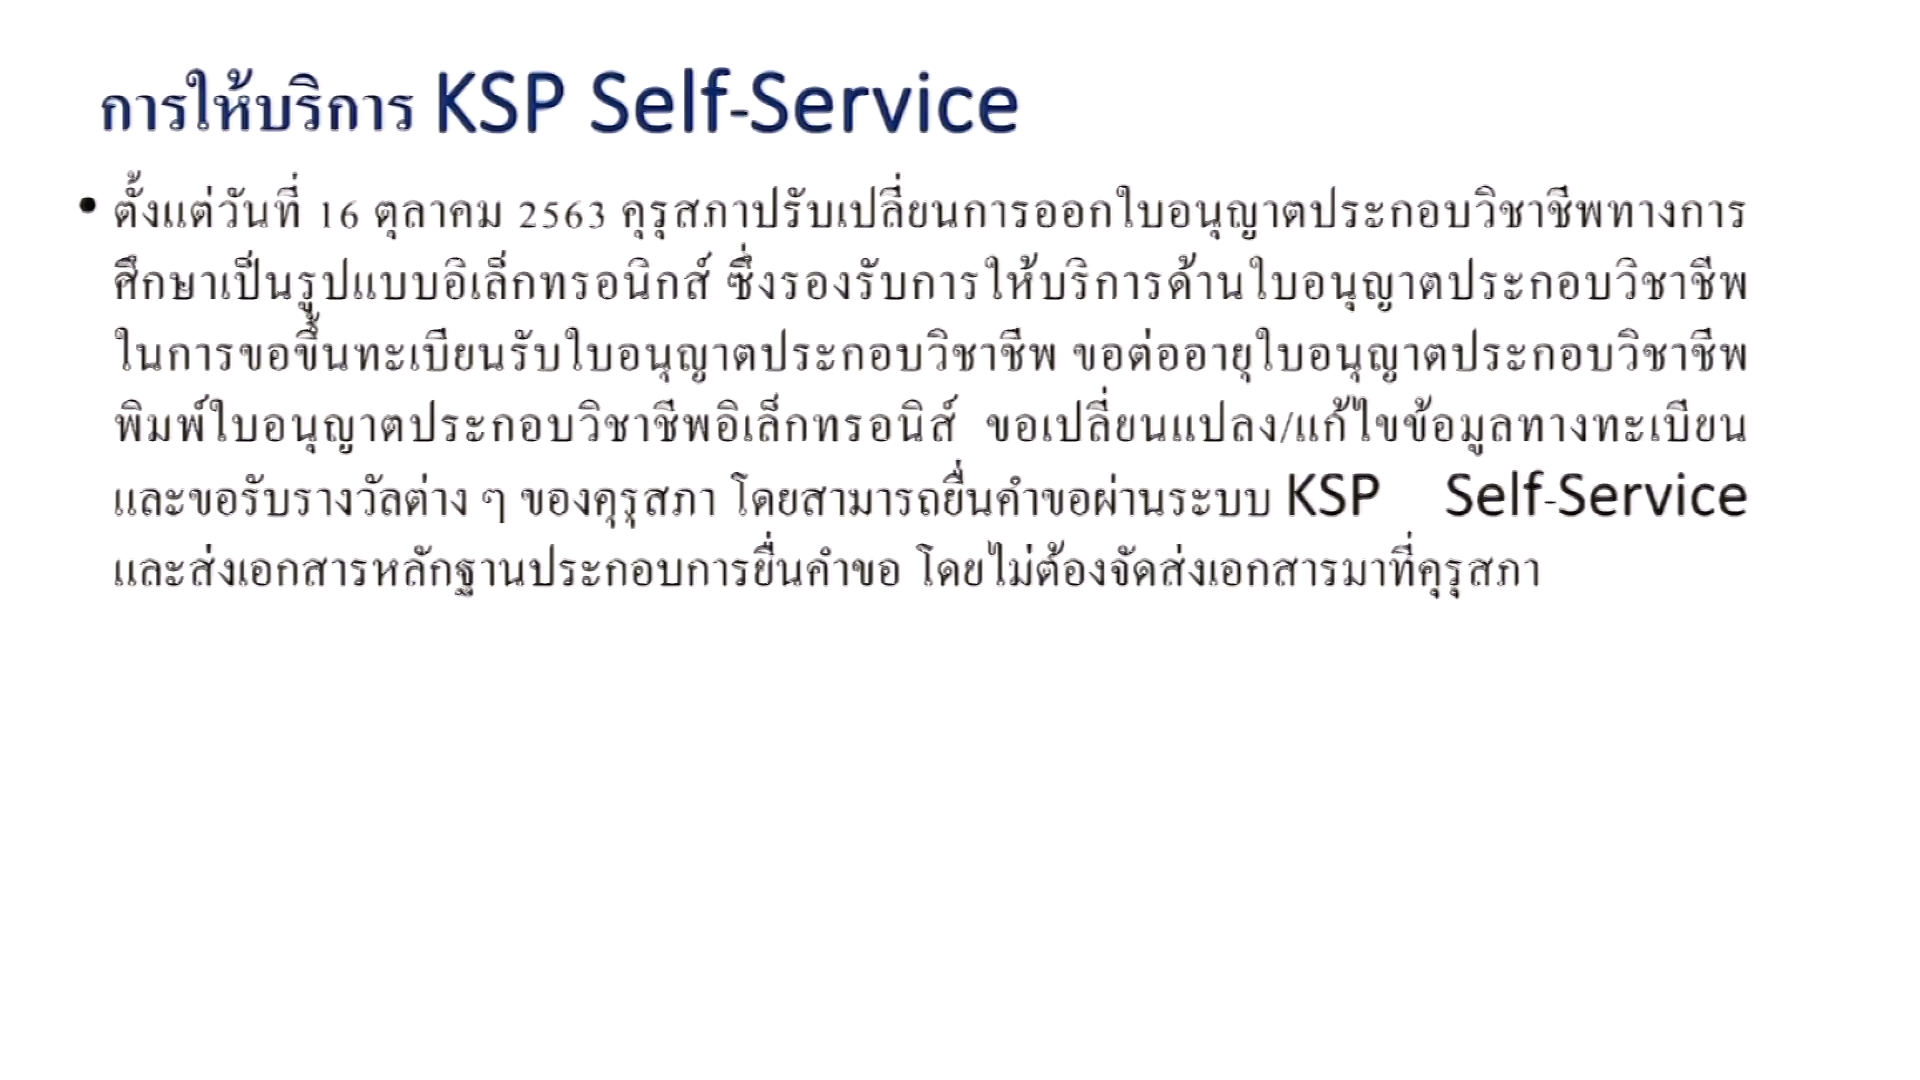 การให้บริการ KSP Self-Service
• ตั้งแต่วันที่ 16 ตุลาคม 2563 คุรุสภาปรับเปลี่ยนการออกใบอนุญาตประกอบวิชาชีพทางการ
ศึกษาเป็นรูปแบบอิเล็กทรอนิกส์ ซึ่งรองรับการให้บริการด้านใบอนุญาตประกอบวิชาชีพ
ในการขอขึ้นทะเบียนรับใบอนุญาตประกอบวิชาชีพ ขอต่ออายุใบอนุญาตประกอบวิชาชีพ
พิมพ์ใบอนุญาตประกอบวิชาชีพอิเล็กทรอนิส์ ขอเปลี่ยนแปลง/แก้ไขข้อมูลทางทะเบียน
และขอรับรางวัลต่าง ๆ ของคุรุสภา โดยสามารถยื่นคำขอผ่านระบบ KSP Self-Service
และส่งเอกสารหลักฐานประกอบการยื่นคำขอ โดยไม่ต้องจัดส่งเอกสารมาที่คุรุสภา